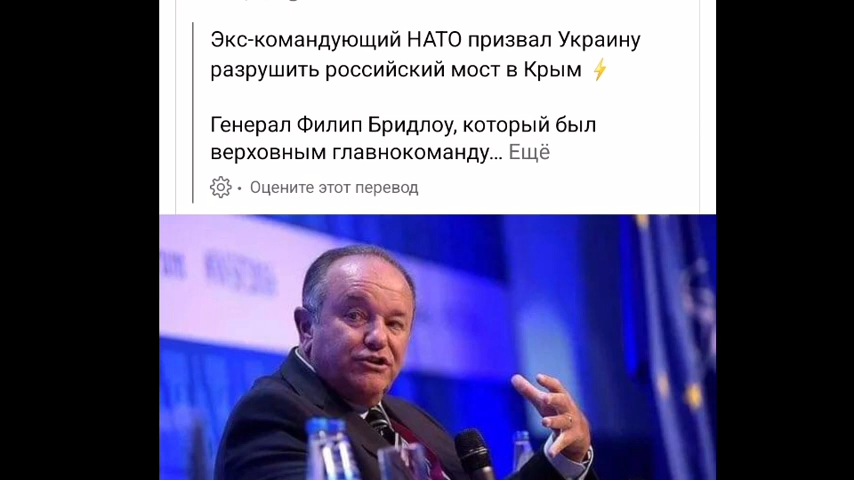 Экс-командующий НАТО призвал Украину
разрушить российский мост в Крым ⚡
Генерал Филип Бридлоу, который был
верховным главнокоманду... Ещё
• Оцените этот перевод